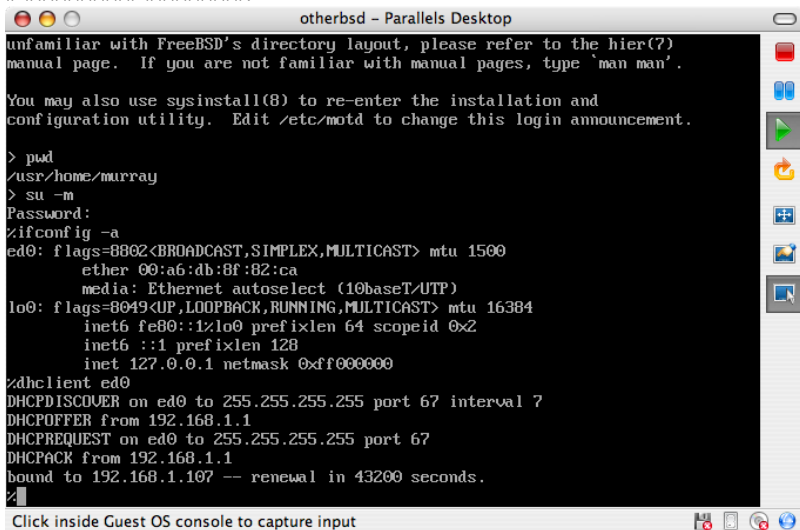 otherbsd – Parallels Desktop
unfamiliar with FreeBSD's directory layout, please refer to the hier(7)
manual page.  If you are not familiar with manual pages, type `man man'.
You may also use sysinstall(8) to re-enter the installation and
configuration utility.  Edit /etc/motd to change this login announcement.
> pwd
/usr/home/murray
> su -m
Password:
%ifconfig -a
ed0: flags=8802<BROADCAST,SIMPLEX,MULTICAST> mtu 1500
        ether 00:a6:db:8f:82:ca
        media: Ethernet autoselect (10baseT/UTP)
lo0: flags=8049<UP,LOOPBACK,RUNNING,MULTICAST> mtu 16384
        inet6 fe80::1%lo0 prefixlen 64 scopeid 0x2
        inet6 ::1 prefixlen 128
        inet 127.0.0.1 netmask 0xff000000
%dhclient ed0
DHCPDISCOVER on ed0 to 255.255.255.255 port 67 interval 7
DHCPOFFER from 192.168.1.1
DHCPREQUEST on ed0 to 255.255.255.255 port 67
DHCPACK from 192.168.1.1
bound to 192.168.1.107 -- renewal in 43200 seconds.
%
Click inside Guest OS console to capture input